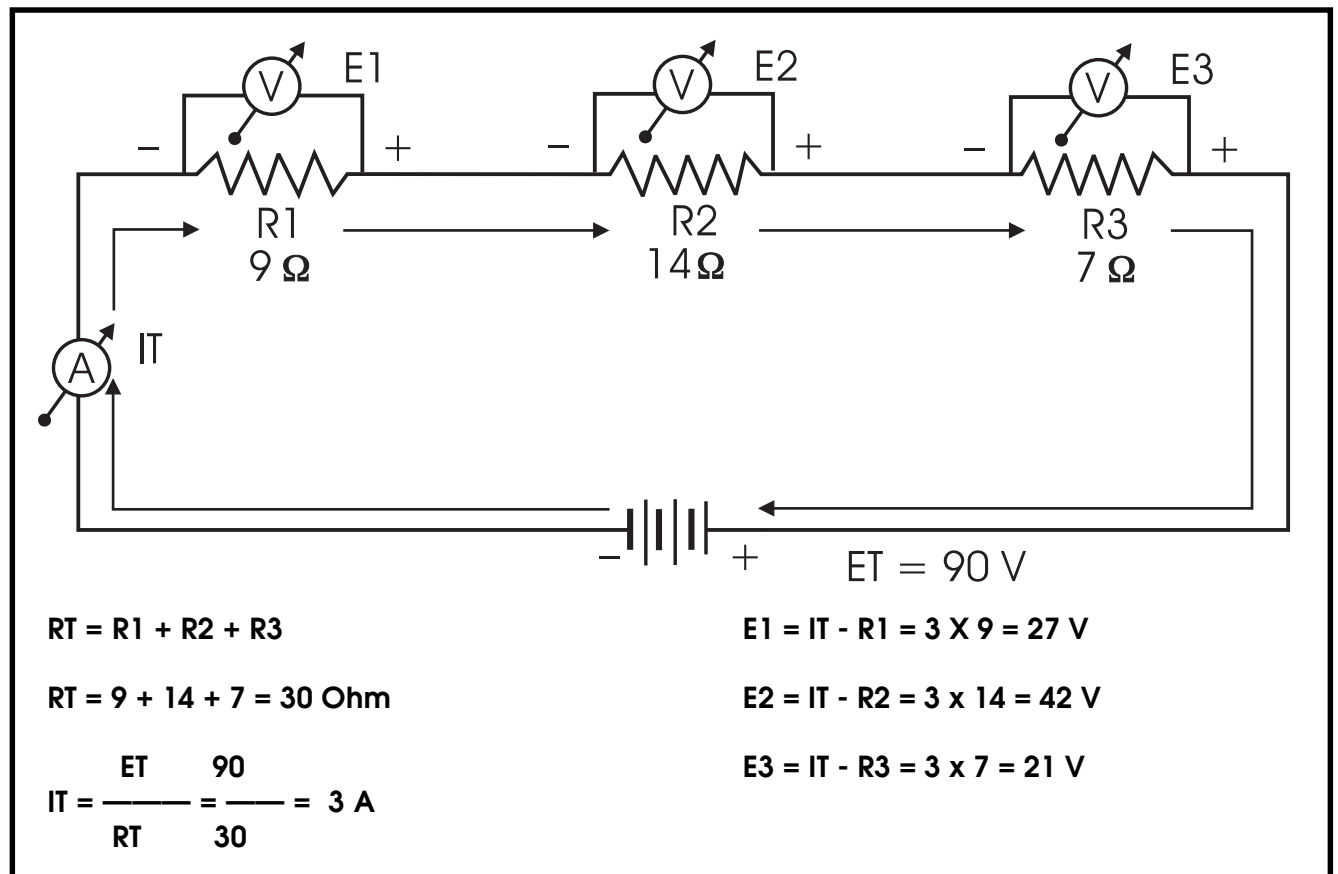 E1
E2
E3
V
V
V
− + − + − +
R1
9 Ω
R2
14Ω
R3
7 Ω
IT
A
− +
ET = 90 V
RT = R1 + R2 + R3
RT = 9 + 14 + 7 = 30 Ohm
ET 90
IT = ——— = —— = 3 A
RT 30
E1 = IT - R1 = 3 X 9 = 27 V
E2 = IT - R2 = 3 x 14 = 42 V
E3 = IT - R3 = 3 x 7 = 21 V